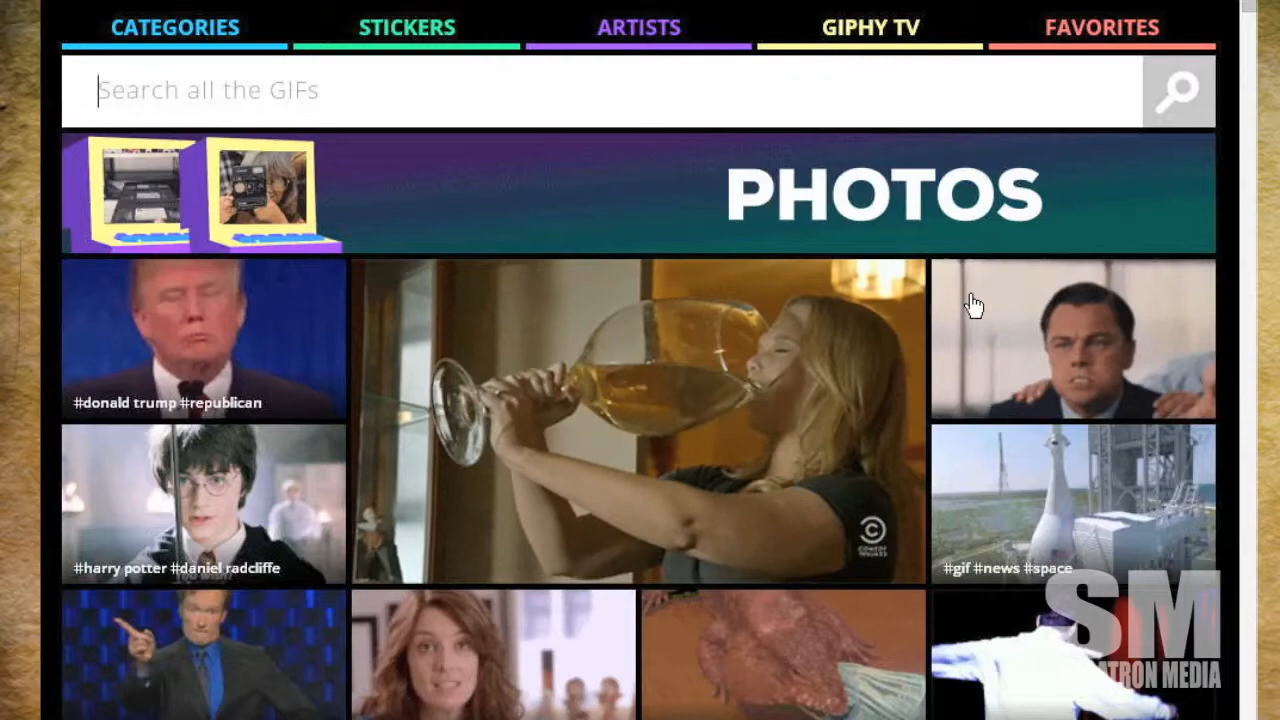 CATEGORIES STICKERS ARTISTS GIPHY TV FAVORITES
Search all the GIFs
PHOTOS
#donald trump #republican
#harry potter #daniel radcliffe
#gif #news #space
SM
TRON MEDIA